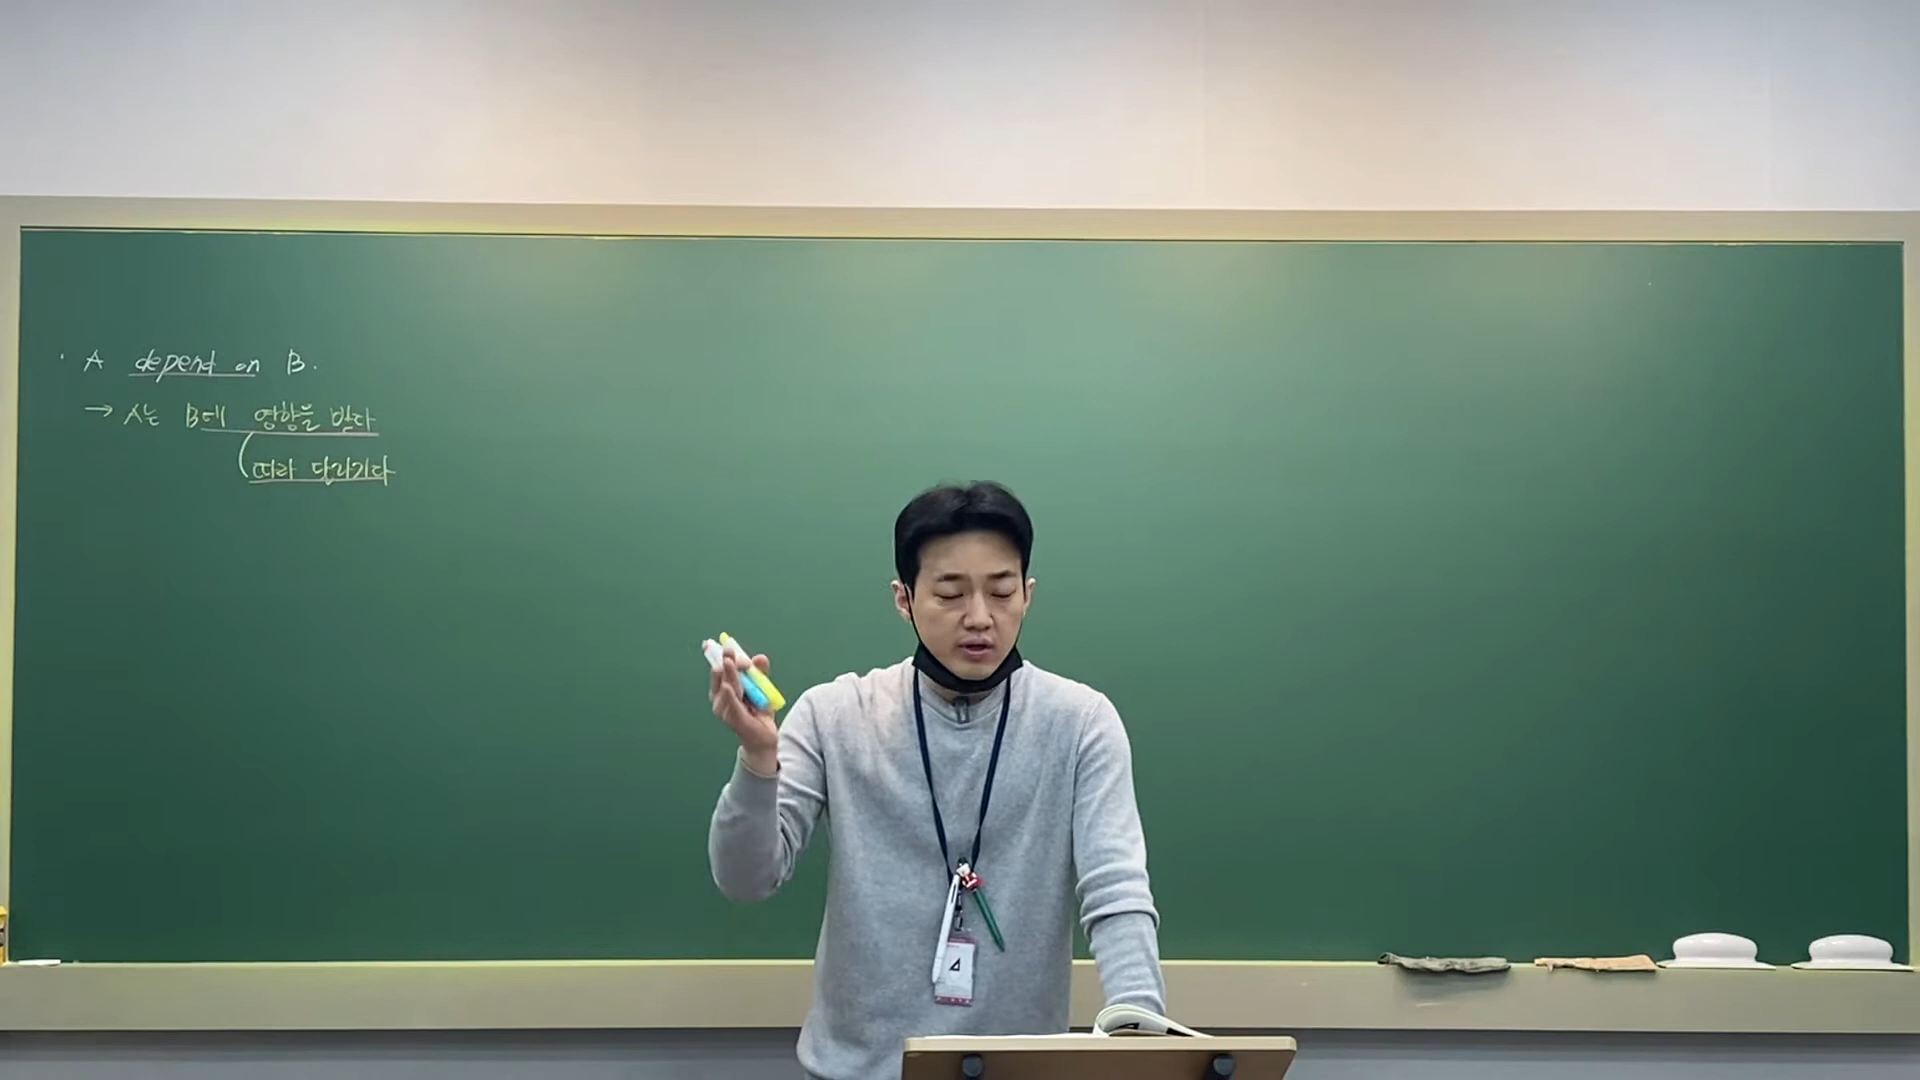 · A depend on B.
→ A는 B에 영향을 받다
(따라 달라지다